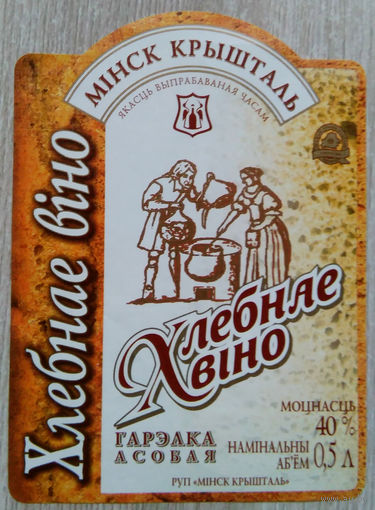 МІНСК КРЫШТАЛЬ
ЯКАСЦЬ ВЫПРАБАВАНАЯ ЧАСАМ
Хлебнае віно
Хлебнае
віно
ГАРЭЛКА
АСОБАЯ
МОЦНАСЦЬ
40 %
НАМІНАЛЬНЫ
АБ'ЁМ 0,5 Л
РУП «МІНСК КРЫШТАЛЬ»